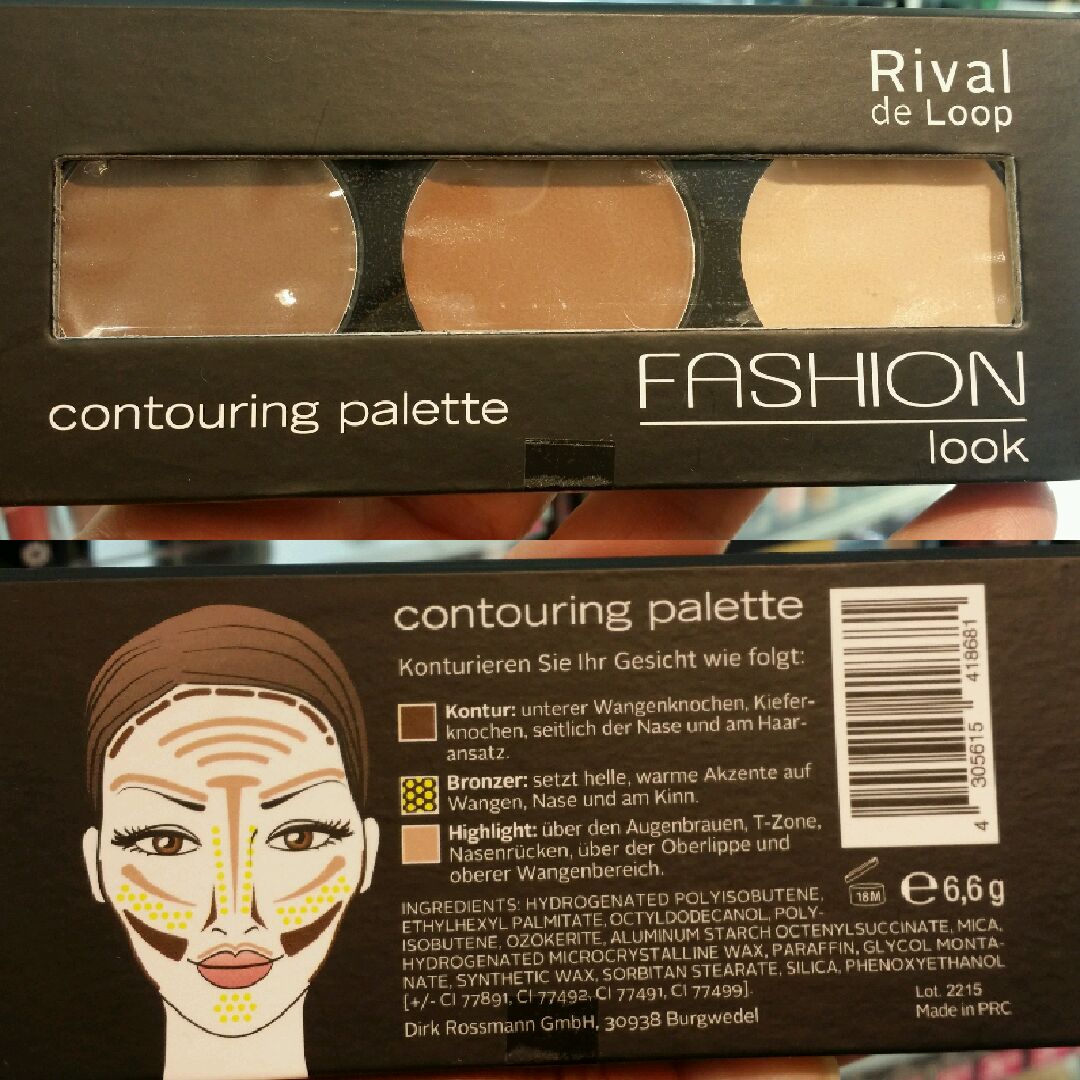 Rival
de Loop
contouring palette
FASHION
look
contouring palette
Konturieren Sie Ihr Gesicht wie folgt:
Kontur: unterer Wangenknochen, Kiefer-
knochen, seitlich der Nase und am Haar-
ansatz.
Bronzer: setzt helle, warme Akzente auf
Wangen, Nase und am Kinn.
Highlight: über den Augenbrauen, T-Zone,
Nasenrücken, über der Oberlippe und
oberer Wangenbereich.
INGREDIENTS: HYDROGENATED POLYISOBUTENE,
ETHYLHEXYL PALMITATE, OCTYLDODECANOL, POLY-
ISOBUTENE, OZOKERITE, ALUMINUM STARCH OCTENYLSUCCINATE, MICA,
HYDROGENATED MICROCRYSTALLINE WAX, PARAFFIN, GLYCOL MONTA-
NATE, SYNTHETIC WAX, SORBITAN STEARATE, SILICA, PHENOXYETHANOL
[+/- CI 77891, CI 77492, CI 77491, CI 77499].
Dirk Rossmann GmbH, 30938 Burgwedel
4 305615 418681
18M
e 6,6 g
Lot. 2215
Made in PRC